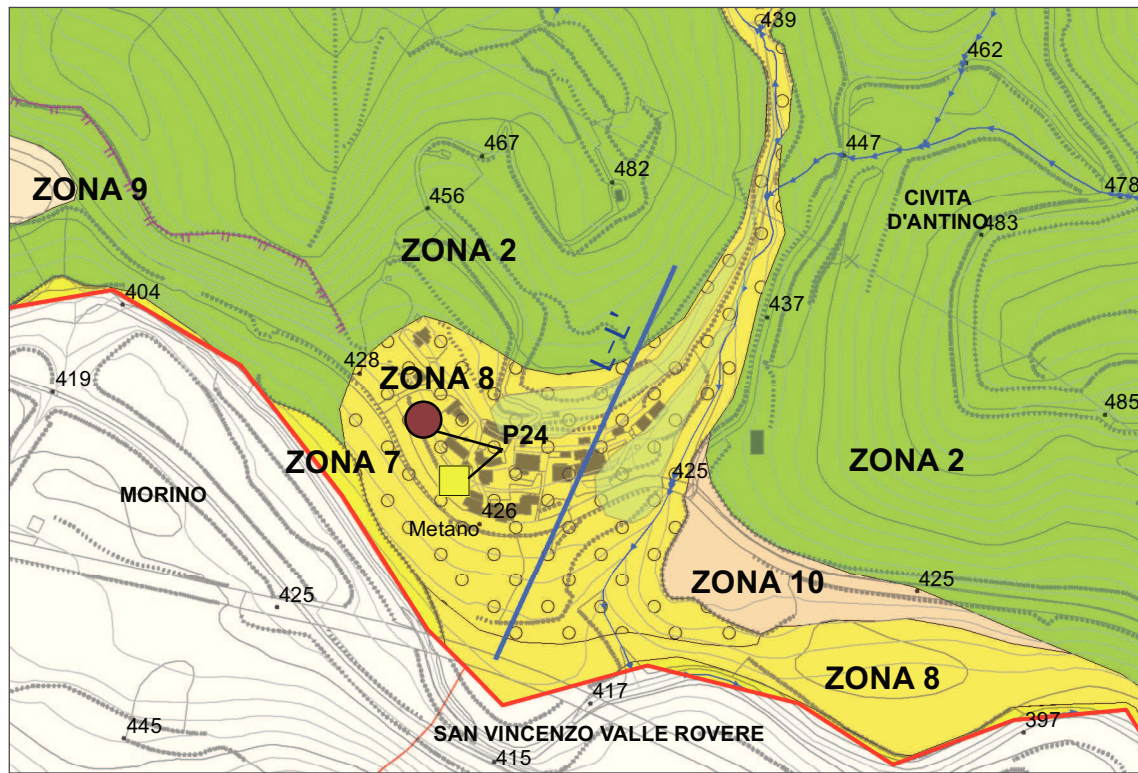 439
462
467
447
482
ZONA 9
456
CIVITA
D'ANTINO
478
483
ZONA 2
404
437
L-L'
428
419
ZONA 8
485
P24
ZONA 7
ZONA 2
425
MORINO
426
Metano
ZONA 10
425
425
ZONA 8
417
445
SAN VINCENZO VALLE ROVERE
397
415